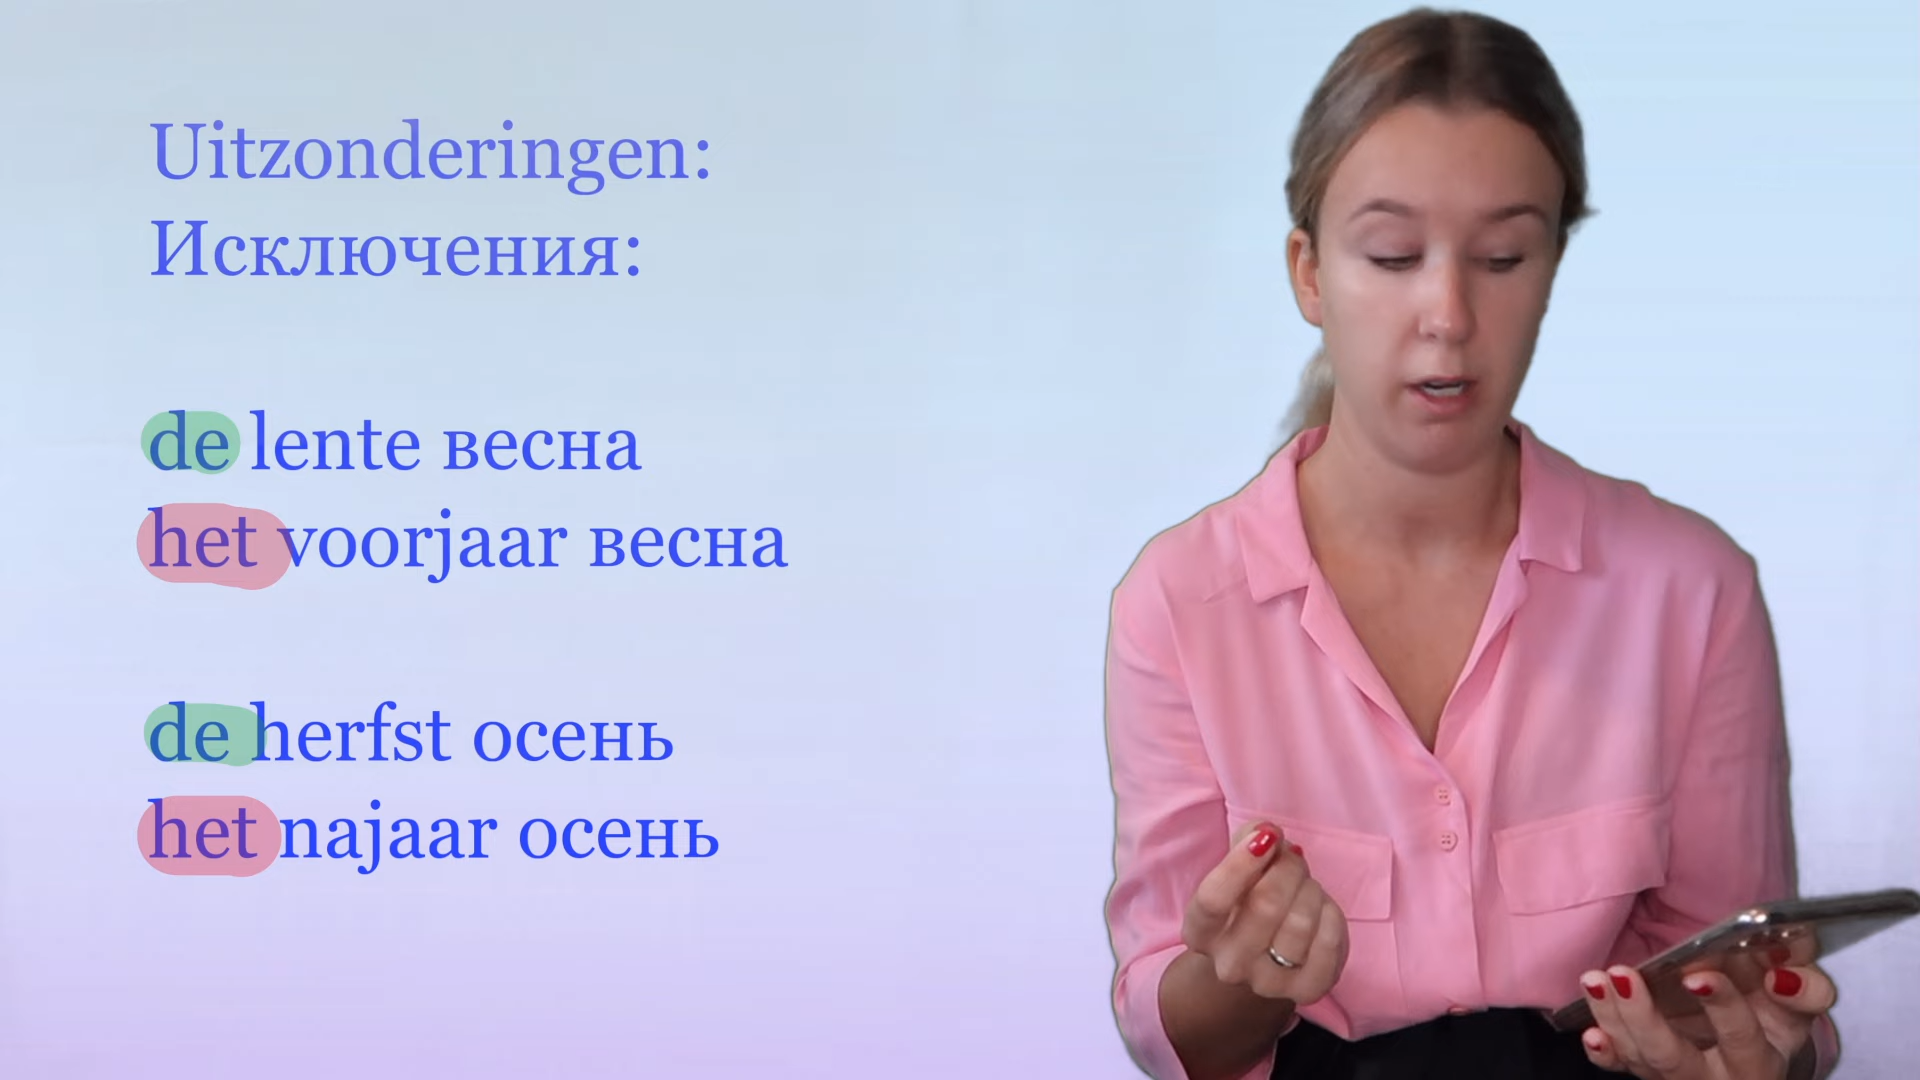 Uitzonderingen:
Исключения:
de lente весна
het voorjaar весна
de herfst осень
het najaar осень